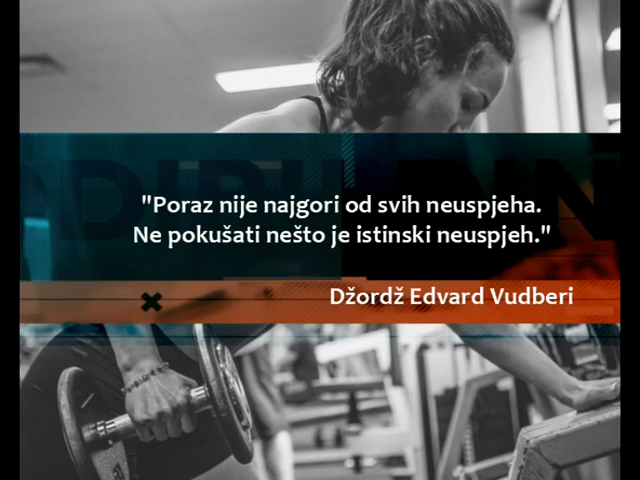 "Poraz nije najgori od svih neuspjeha.
Ne pokušati nešto je istinski neuspjeh."
Džordž Edvard Vudberi